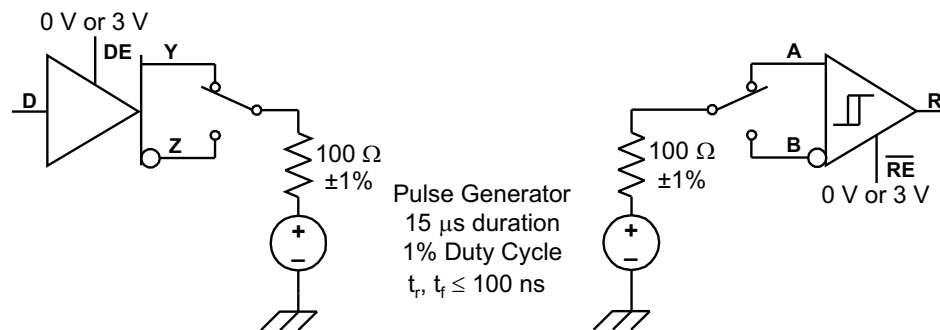 0 V or 3 V
DE
Y
D
Z
100 Ω
±1%
+
–
Pulse Generator
15 μs duration
1% Duty Cycle
tr, tf ≤ 100 ns
A
R
B
RE
0 V or 3 V
100 Ω
±1%
+
–